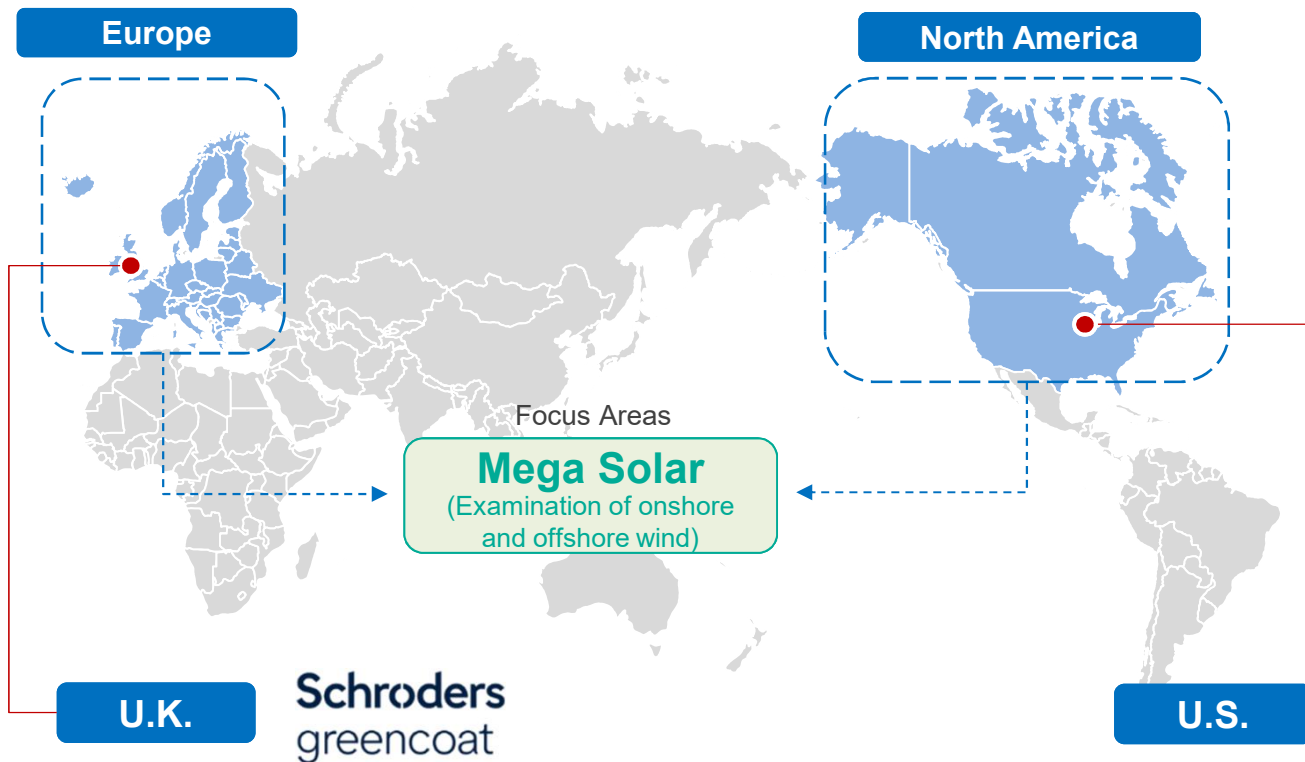 Europe
North America
Focus Areas
Mega Solar
(Examination of onshore
and offshore wind)
U.K.
Schroders
greencoat
U.S.